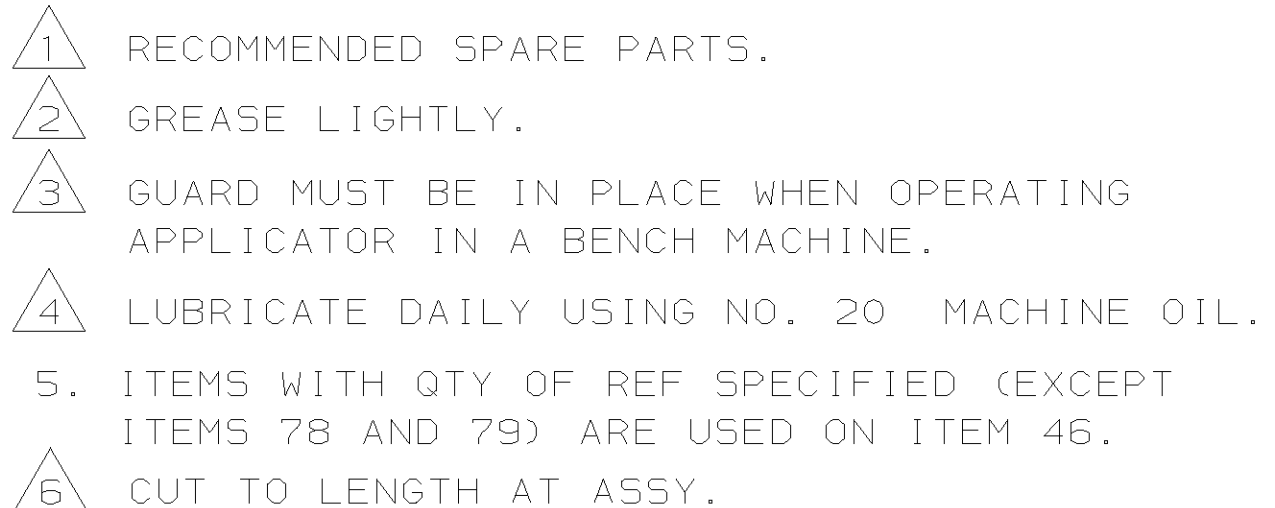 1 RECOMMENDED SPARE PARTS.
2 GREASE LIGHTLY.
3 GUARD MUST BE IN PLACE WHEN OPERATING
APPLICATOR IN A BENCH MACHINE.
4 LUBRICATE DAILY USING NO. 20 MACHINE OIL.
5. ITEMS WITH QTY OF REF SPECIFIED (EXCEPT
ITEMS 78 AND 79) ARE USED ON ITEM 46.
6 CUT TO LENGTH AT ASSY.